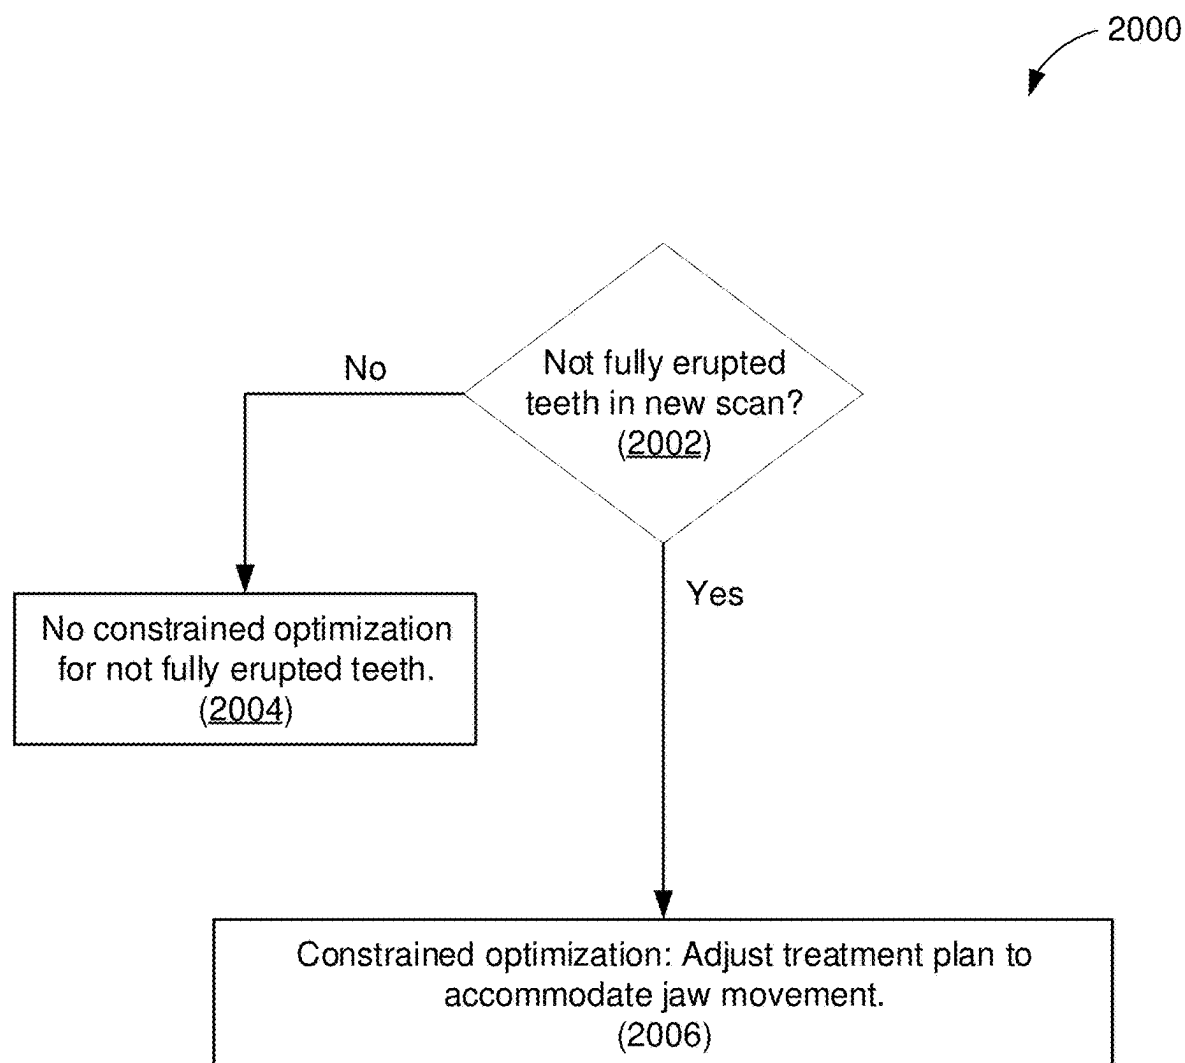 2000
Not fully erupted
teeth in new scan?
(2002)
No
Yes
No constrained optimization
for not fully erupted teeth.
(2004)
Constrained optimization: Adjust treatment plan to
accommodate jaw movement.
(2006)